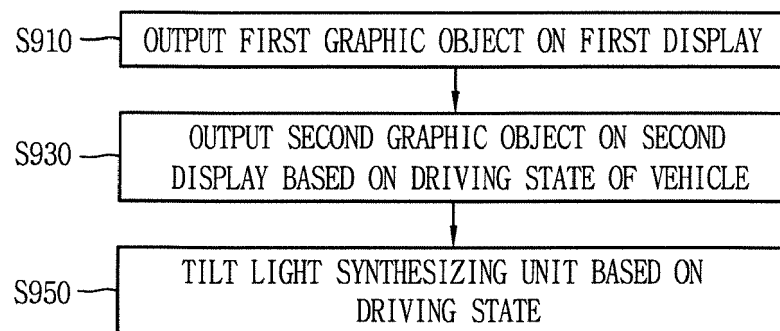 S910 OUTPUT FIRST GRAPHIC OBJECT ON FIRST DISPLAY
S930 OUTPUT SECOND GRAPHIC OBJECT ON SECOND
DISPLAY BASED ON DRIVING STATE OF VEHICLE
S950 TILT LIGHT SYNTHESIZING UNIT BASED ON
DRIVING STATE